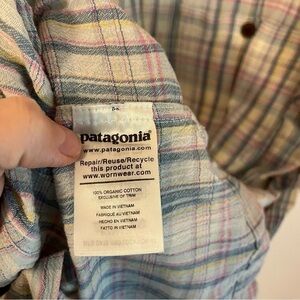 patagonia®
www.patagonia.com
Repair/Reuse/Recycle
this product at
www.wornwear.com
100% ORGANIC COTTON
EXCLUSIVE OF TRIM
MADE IN VIETNAM
FABRIQUÉ AU VIETNAM
HECHO EN VIETNAM
FATTO IN VIETNAM